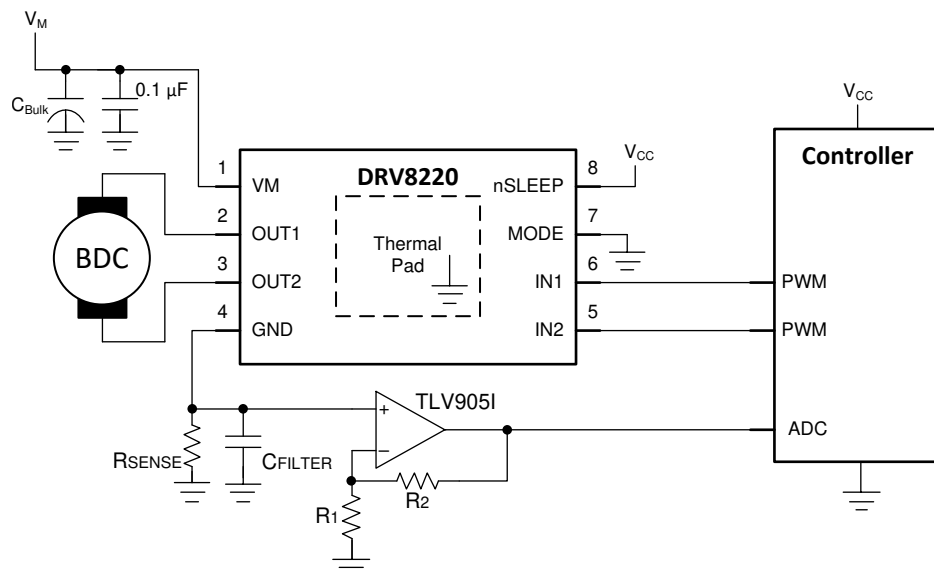 VM
CBulk
0.1 µF
VCC
Controller
DRV8220
1
VM
2
OUT1
3
OUT2
4
GND
8
nSLEEP
VCC
7
MODE
6
IN1
5
IN2
Thermal
Pad
BDC
PWM
PWM
ADC
TLV905I
+
−
RSENSE
CFILTER
R1
R2